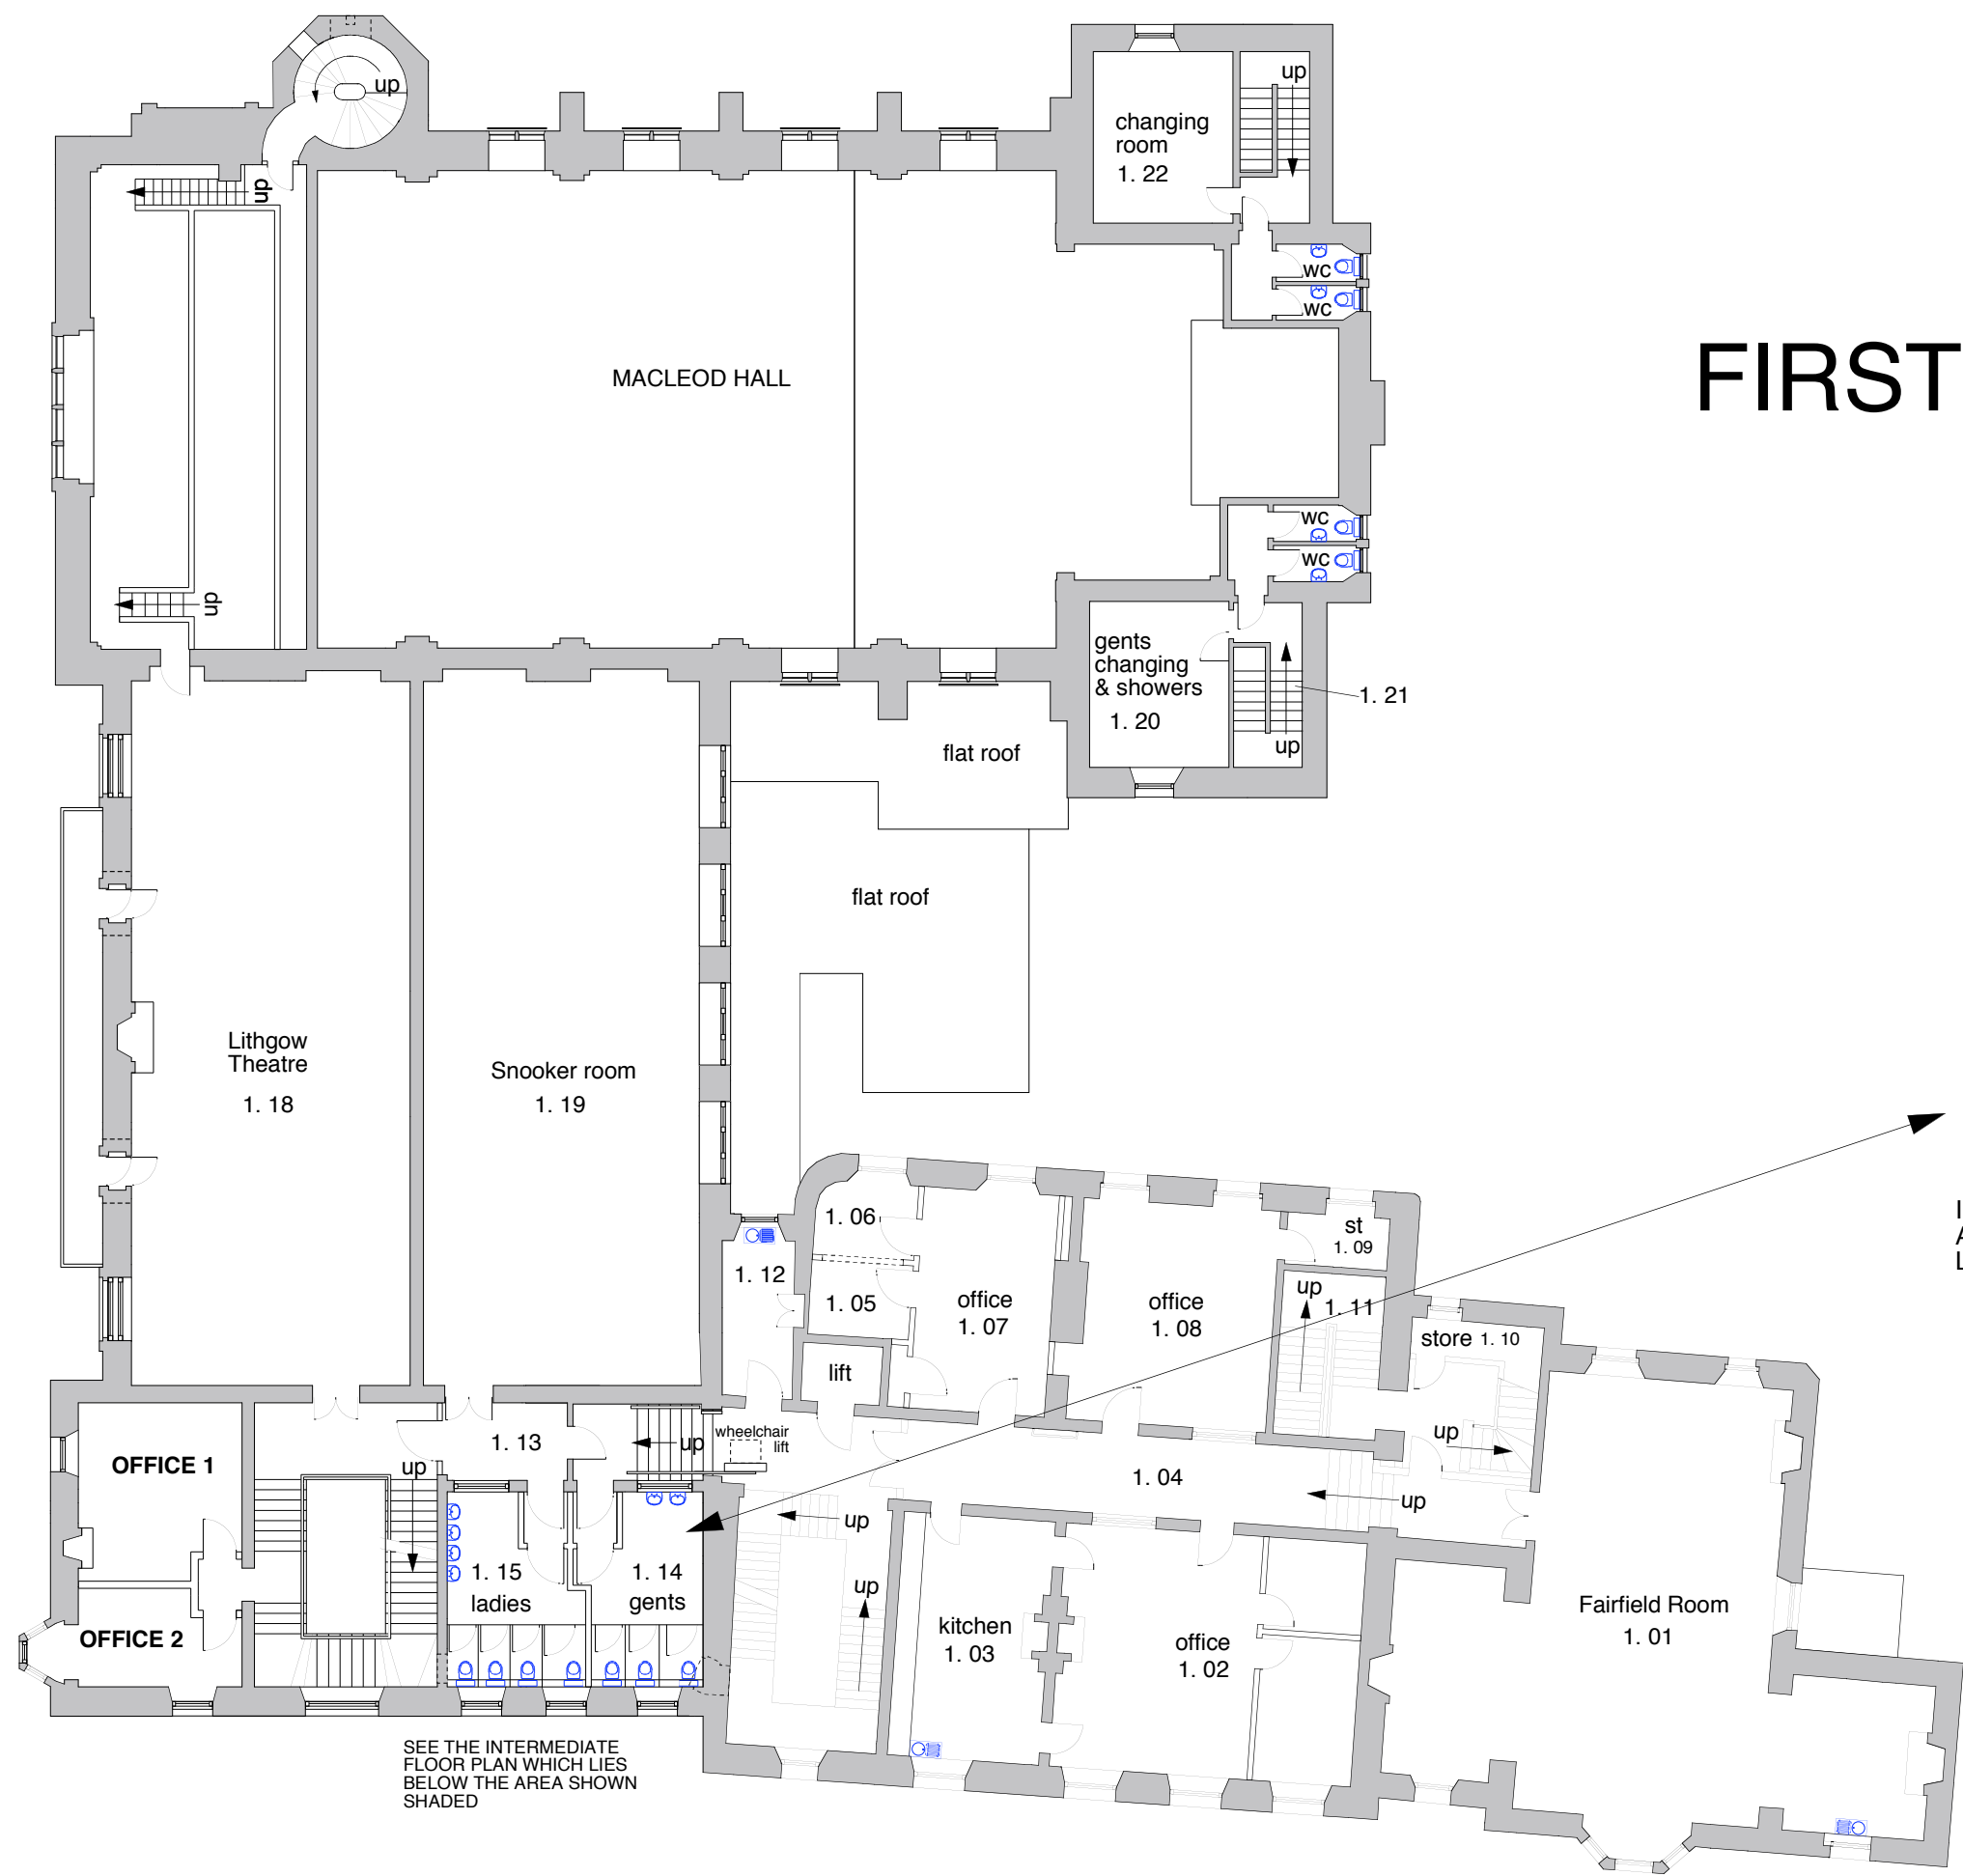 up
up
changing
room
1. 22
dn
wc
wc
FIRST
MACLEOD HALL
wc
wc
dn
gents
changing
& showers
1. 20
1. 21
up
flat roof
flat roof
Lithgow
Theatre
1. 18
Snooker room
1. 19
1. 06
st
1. 09
1. 12
1. 05
office
1. 07
office
1. 08
up
1. 11
store 1. 10
lift
wheelchair
lift
up
1. 13
up
OFFICE 1
up
1. 04
up
up
1. 15
ladies
1. 14
gents
up
OFFICE 2
kitchen
1. 03
office
1. 02
Fairfield Room
1. 01
SEE THE INTERMEDIATE
FLOOR PLAN WHICH LIES
BELOW THE AREA SHOWN
SHADED